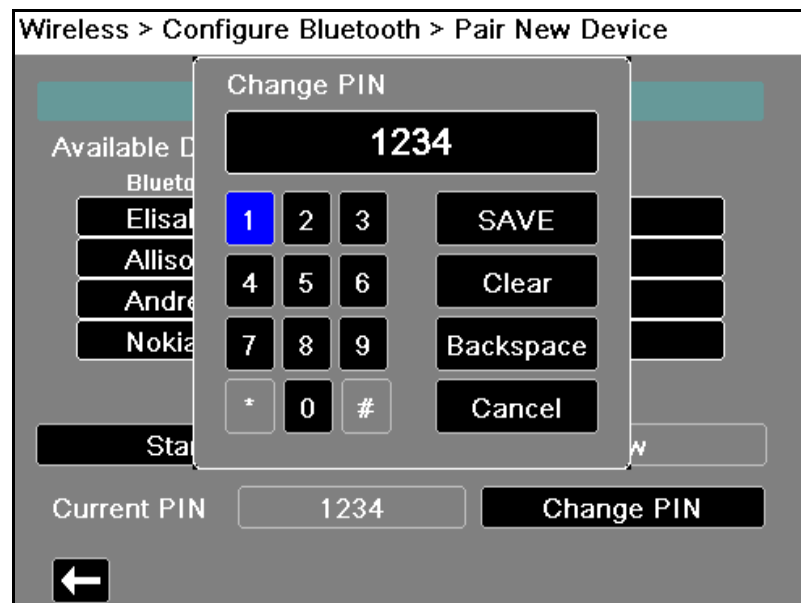 Wireless > Configure Bluetooth > Pair New Device
Change PIN
1234
Available D
Blueto
1 2 3 SAVE
Elisal
4 5 6 Clear
Alliso
Andre
7 8 9 Backspace
Nokia
* 0 # Cancel
Star w
Current PIN 1234 Change PIN